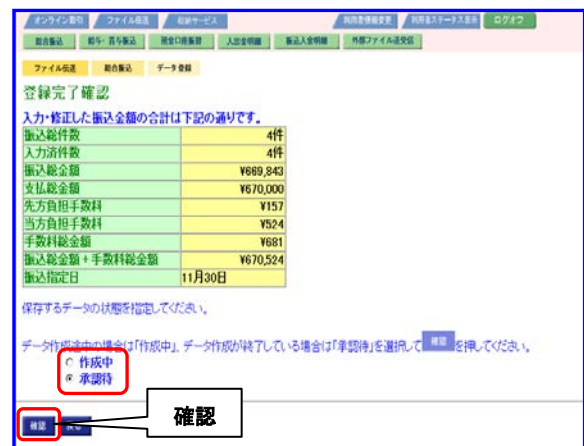 オンライン取引 ファイル伝送 収納サービス 利用者情報変更 利用者ステータス表示 ログオフ
総合振込 給与・賞与振込 預金口座振替 入出金明細 振込入金明細 外部ファイル送受信
ファイル伝送 総合振込 データ登録
登録完了確認
入力・修正した振込金額の合計は下記の通りです。
振込総件数 4件
入力済件数 4件
振込総金額 ¥669,843
支払総金額 ¥670,000
先方負担手数料 ¥157
当方負担手数料 ¥524
手数料総金額 ¥681
振込総金額+手数料総金額 ¥670,524
振込指定日 11月30日
保存するデータの状態を指定してください。
データ作成途中の場合は「作成中」、データ作成が終了している場合は「承認待」を選択して 確認 を押してください。
作成中
承認待
確認
確認